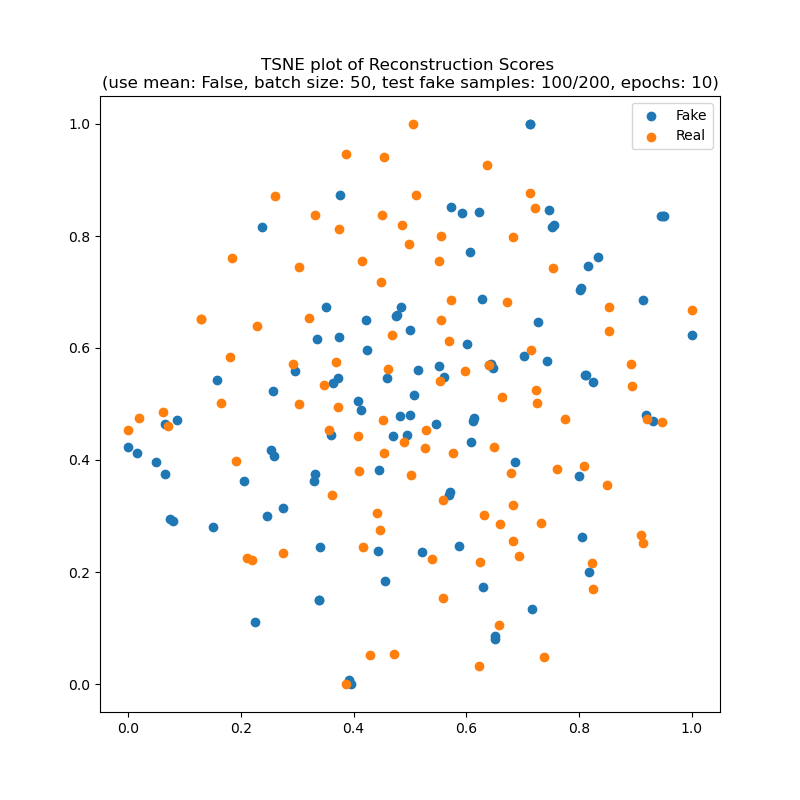 TSNE plot of Reconstruction Scores
(use mean: False, batch size: 50, test fake samples: 100/200, epochs: 10)
Fake
Real
1.0
0.8
0.6
0.4
0.2
0.0
0.0 0.2 0.4 0.6 0.8 1.0